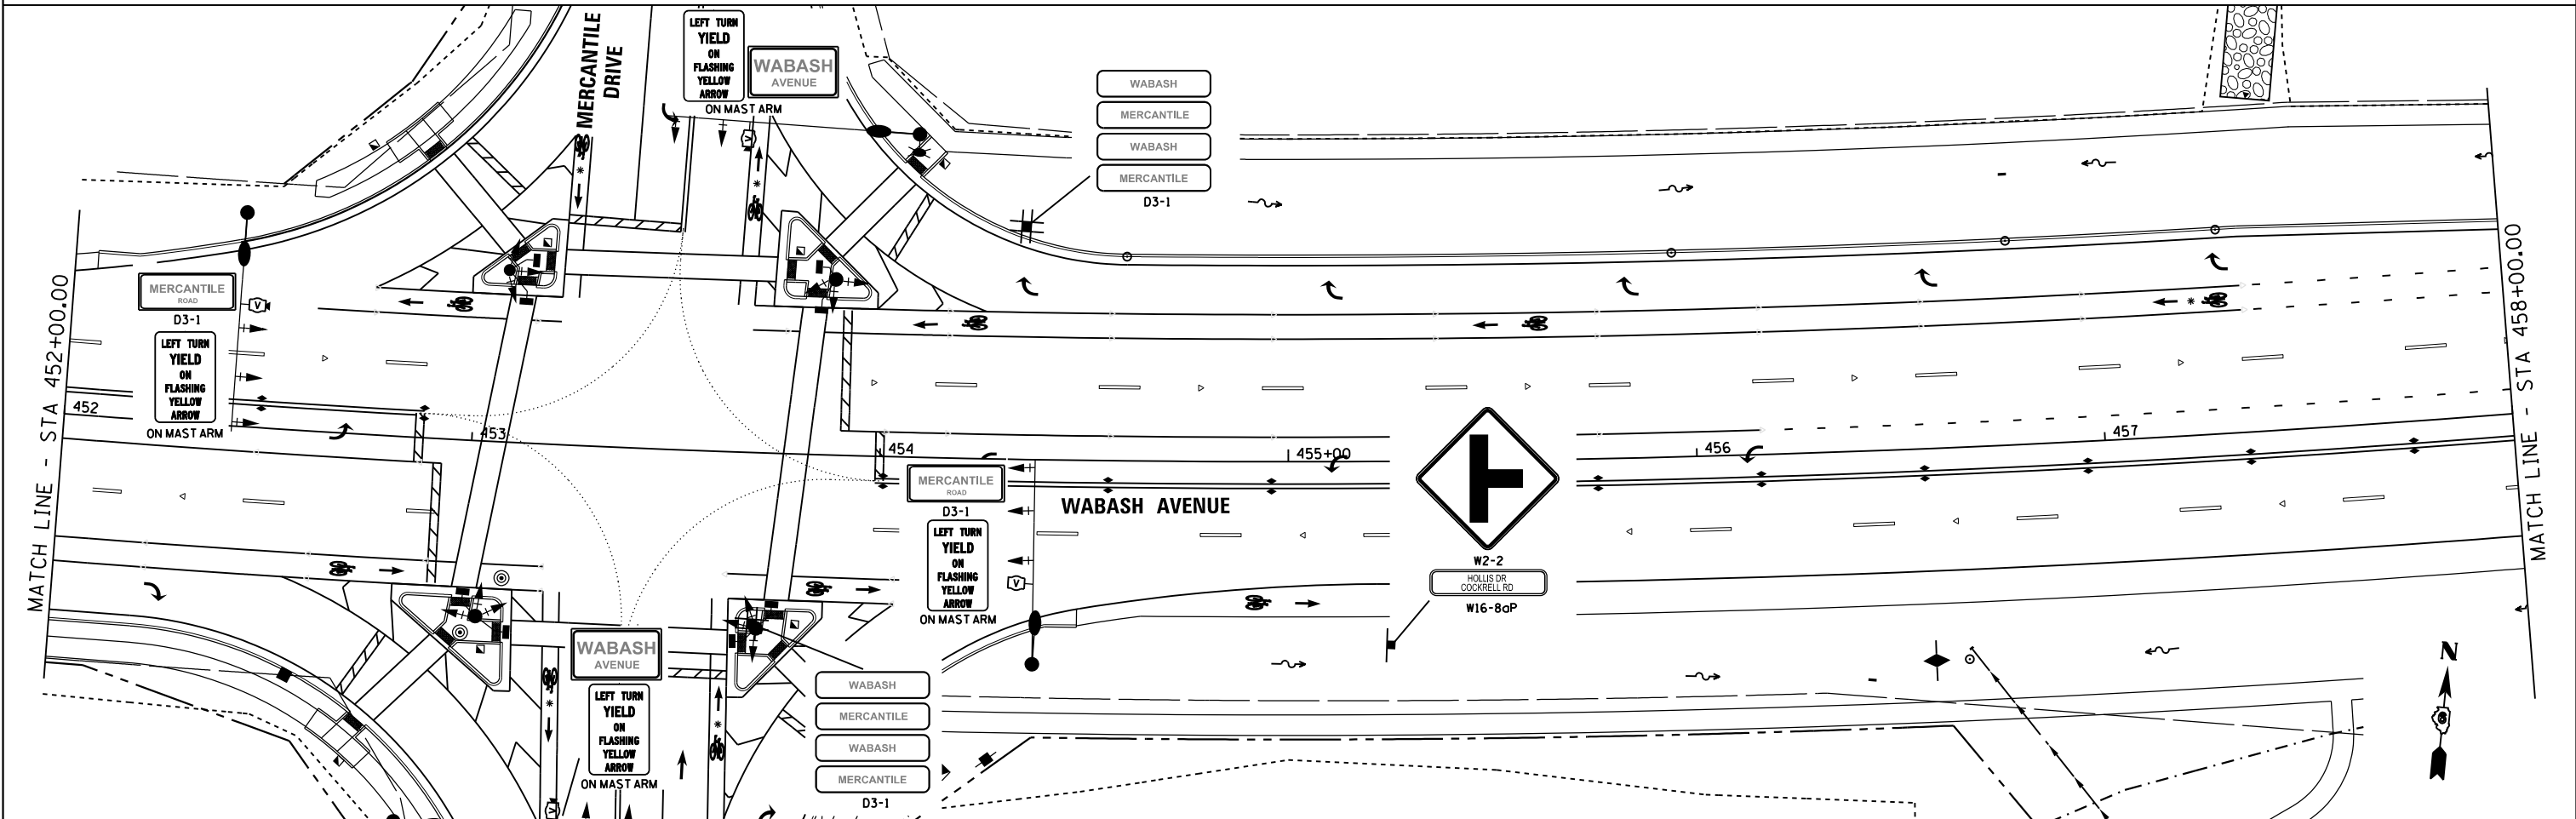 MERCANTILE
DRIVE
LEFT TURN
YIELD
ON
FLASHING
YELLOW
ARROW
WABASH
AVENUE
ON MAST ARM
V
WABASH
MERCANTILE
WABASH
MERCANTILE
D3-1
MATCH LINE - STA 452+00.00
MERCANTILE
ROAD
D3-1
V
LEFT TURN
YIELD
ON
FLASHING
YELLOW
ARROW
ON MAST ARM
452
453
454
455+00
456
457
MATCH LINE - STA 458+00.00
MERCANTILE
ROAD
D3-1
LEFT TURN
YIELD
ON
FLASHING
YELLOW
ARROW
ON MAST ARM
V
WABASH AVENUE
W2-2
HOLLIS DR
COCKRELL RD
W16-8aP
WABASH
AVENUE
LEFT TURN
YIELD
ON
FLASHING
YELLOW
ARROW
ON MAST ARM
V
WABASH
MERCANTILE
WABASH
MERCANTILE
D3-1
N